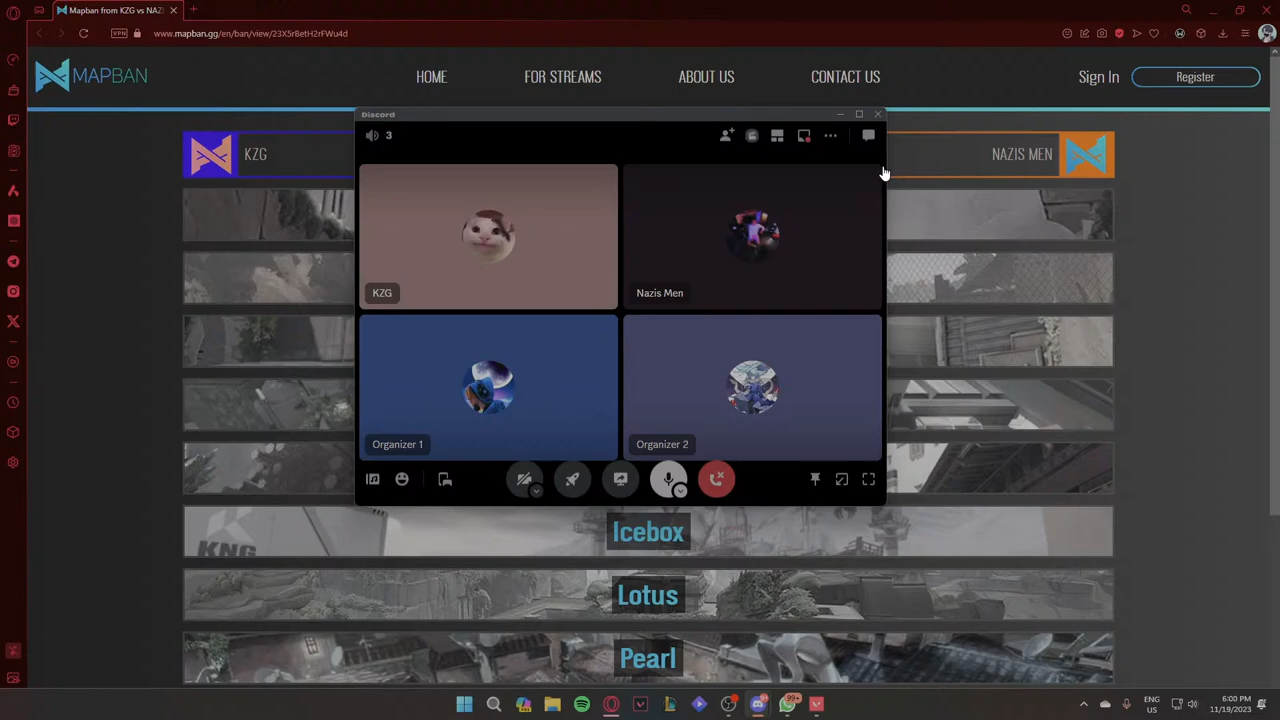 Mapban from KZG vs NAZI
VPN
www.mapban.gg/en/ban/view/23X5rBetH2rFWu4d
MAPBAN
HOME
FOR STREAMS
ABOUT US
CONTACT US
Sign In
Register
KZG
NAZIS MEN
Discord
3
KZG
Nazis Men
Organizer 1
Organizer 2
KNG
Icebox
Lotus
Pearl
99+
ENG
US
6:00 PM
11/19/2023